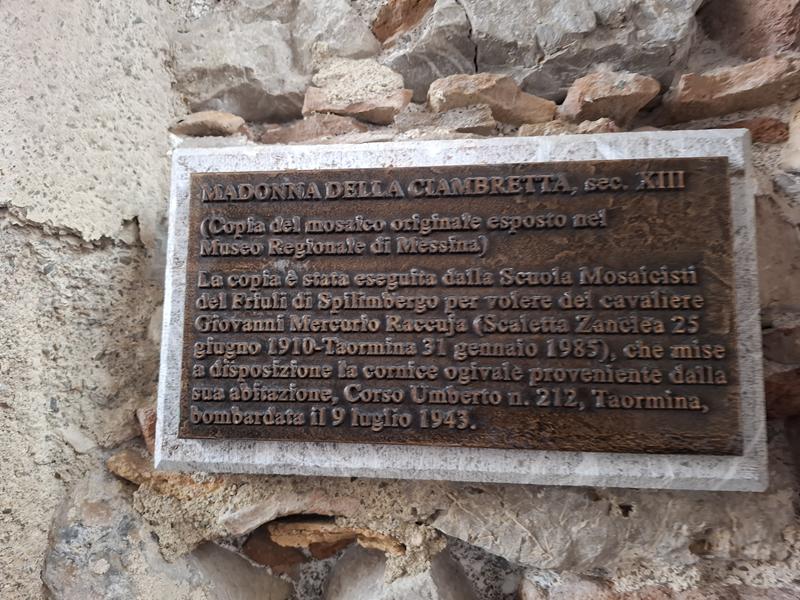 MADONNA DELLA CIAMBRETTA, sec. XIII
(Copia del mosaico originale esposto nel
Museo Regionale di Messina)
La copia è stata eseguita dalla Scuola Mosaicisti
del Friuli di Spilimbergo per volere del cavaliere
Giovanni Mercurio Raccuja (Scaletta Zanclea 25
giugno 1910-Taormina 31 gennaio 1985), che mise
a disposizione la cornice ogivale proveniente dalla
sua abitazione, Corso Umberto n. 212, Taormina,
bombardata il 9 luglio 1943.